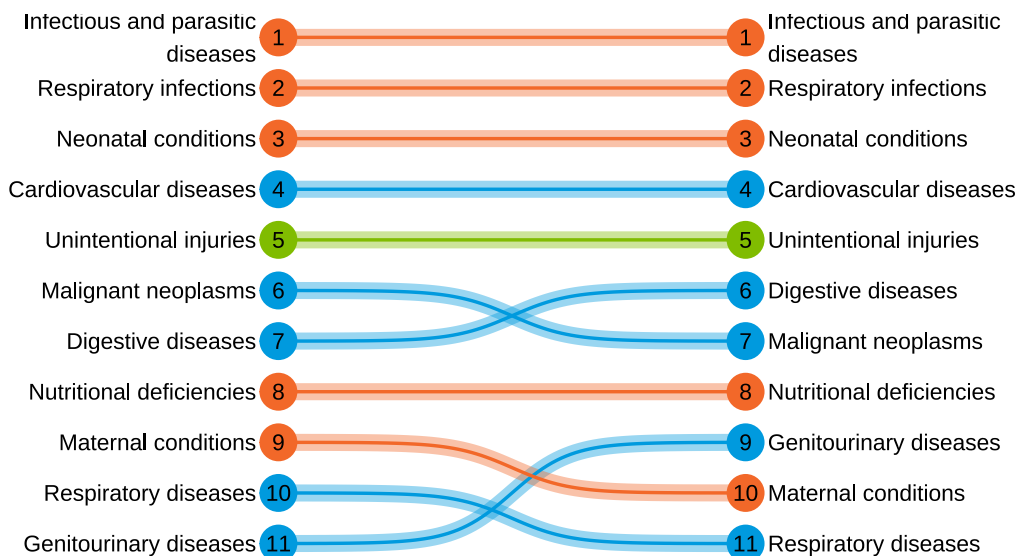 Infectious and parasitic
diseases 1 1 Infectious and parasitic
diseases
Respiratory infections 2 2 Respiratory infections
Neonatal conditions 3 3 Neonatal conditions
Cardiovascular diseases 4 4 Cardiovascular diseases
Unintentional injuries 5 5 Unintentional injuries
Malignant neoplasms 6 6 Digestive diseases
Digestive diseases 7 7 Malignant neoplasms
Nutritional deficiencies 8 8 Nutritional deficiencies
Maternal conditions 9 9 Genitourinary diseases
Respiratory diseases 10 10 Maternal conditions
Genitourinary diseases 11 11 Respiratory diseases